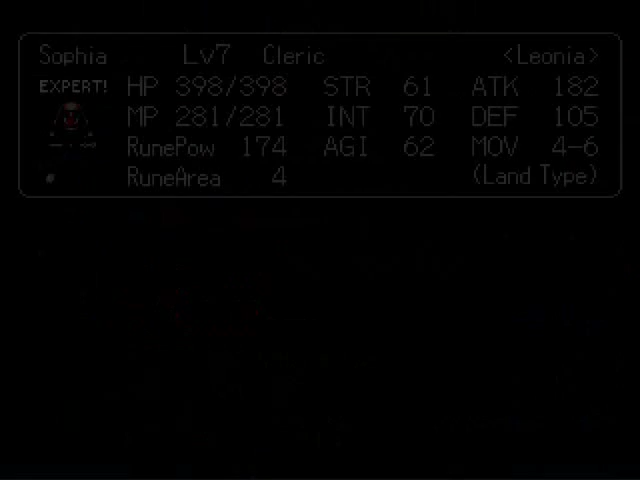 Sophia Lv7 Cleric <Leonia>
EXPERT! HP 398/398 STR 61 ATK 182
MP 281/281 INT 70 DEF 105
RunePow 174 AGI 62 MOV 4-6
RuneArea 4 (Land Type)